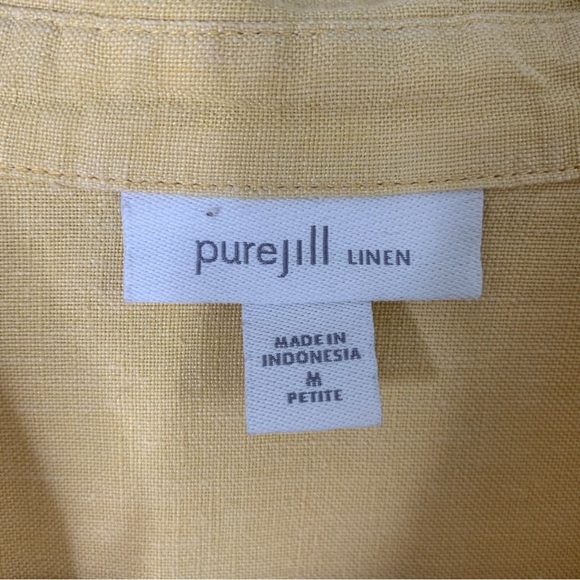 purejill LINEN
MADE IN
INDONESIA
M
PETITE